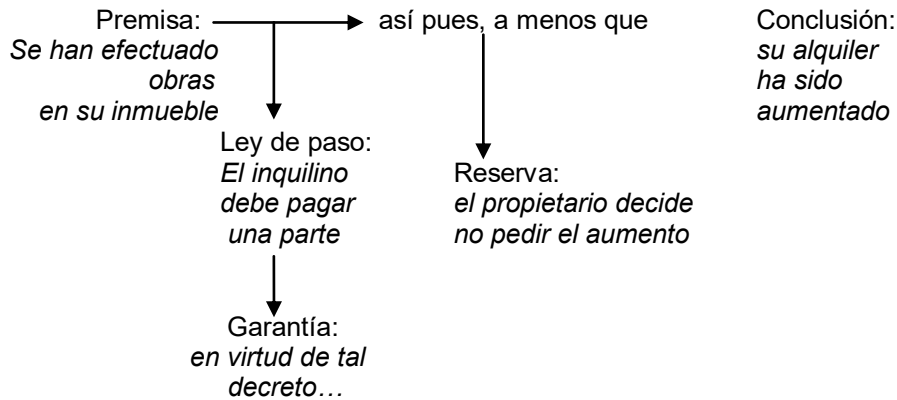 Premisa:
Se han efectuado
obras
en su inmueble
así pues, a menos que
Conclusión:
su alquiler
ha sido
aumentado
Ley de paso:
El inquilino
debe pagar
una parte
Reserva:
el propietario decide
no pedir el aumento
Garantía:
en virtud de tal
decreto…